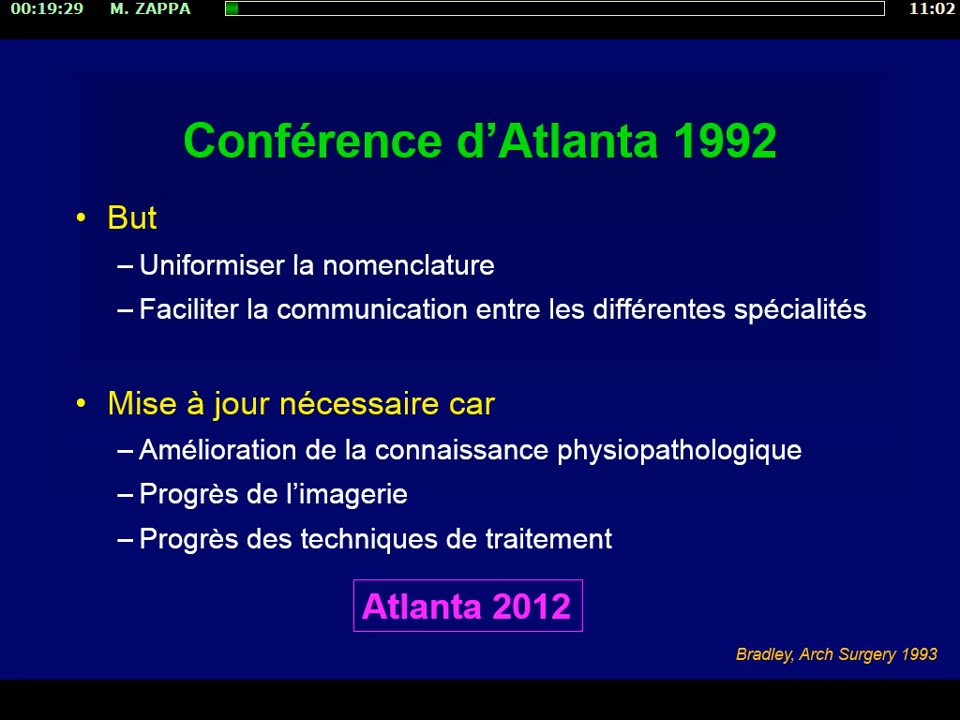 00:19:29 M. ZAPPA 11:02
Conférence d’Atlanta 1992
• But
– Uniformiser la nomenclature
– Faciliter la communication entre les différentes spécialités
• Mise à jour nécessaire car
– Amélioration de la connaissance physiopathologique
– Progrès de l’imagerie
– Progrès des techniques de traitement
Atlanta 2012
Bradley, Arch Surgery 1993